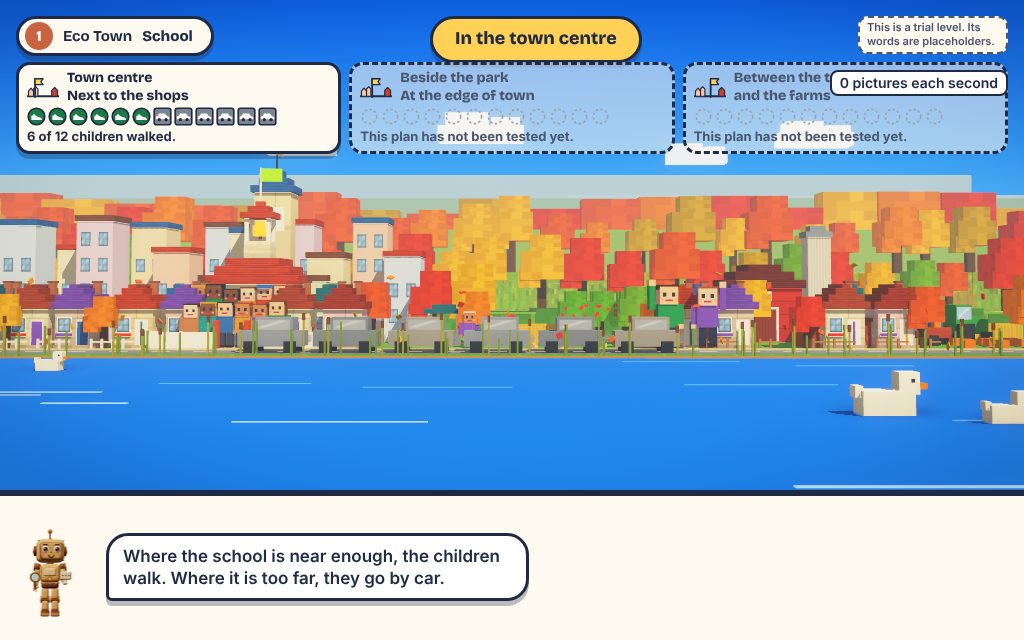 1 Eco Town School
In the town centre
This is a trial level. Its
words are placeholders.
Town centre
Next to the shops
6 of 12 children walked.
Beside the park
At the edge of town
This plan has not been tested yet.
Between the t
and the farms
This plan has not been tested yet.
0 pictures each second
Where the school is near enough, the children
walk. Where it is too far, they go by car.